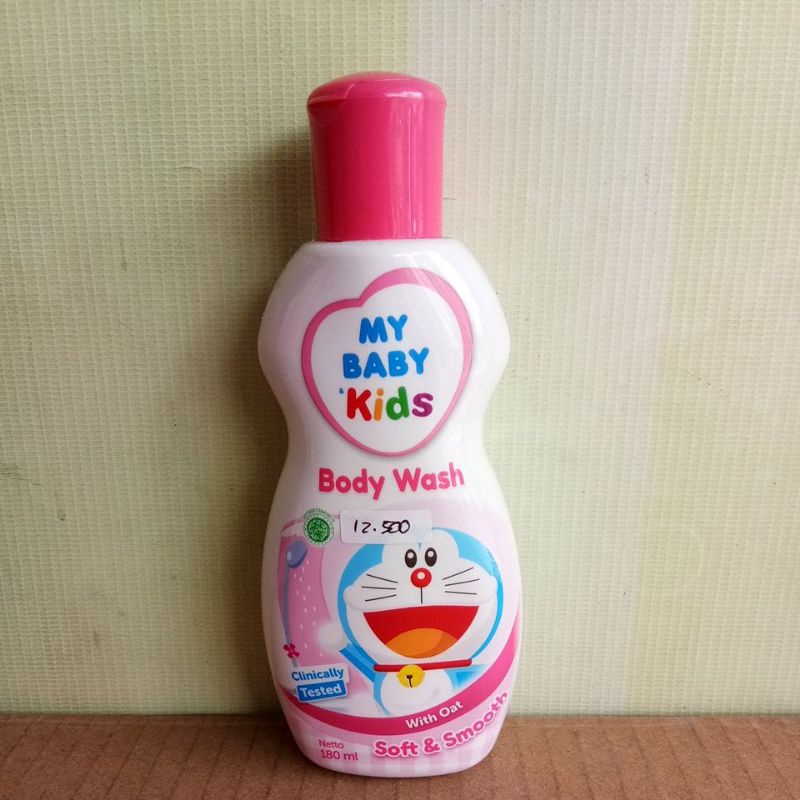 MY
BABY
Kids
Body Wash
12.500
Clinically
Tested
With Oat
Soft & Smooth
Netto
180 ml